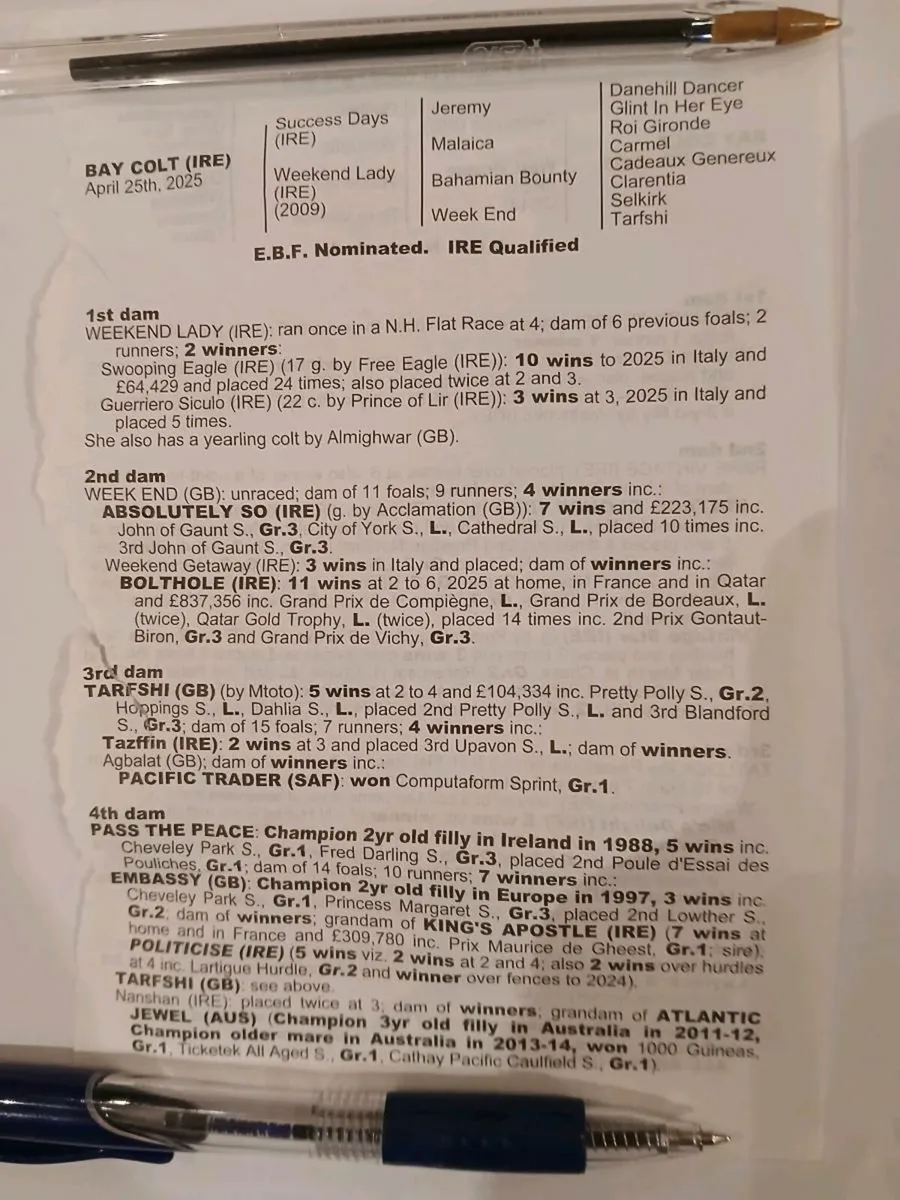 BAY COLT (IRE)
April 25th, 2025
Success Days
(IRE)
Weekend Lady
(IRE)
(2009)
Jeremy
Malaica
Bahamian Bounty
Week End
Danehill Dancer
Glint In Her Eye
Roi Gironde
Carmel
Cadeaux Genereux
Clarentia
Selkirk
Tarfshi
E.B.F. Nominated. IRE Qualified
1st dam
WEEKEND LADY (IRE): ran once in a N.H. Flat Race at 4; dam of 6 previous foals; 2
runners; 2 winners:
Swooping Eagle (IRE) (17 g. by Free Eagle (IRE)): 10 wins to 2025 in Italy and
£64,429 and placed 24 times; also placed twice at 2 and 3.
Guerriero Siculo (IRE) (22 c. by Prince of Lir (IRE)): 3 wins at 3, 2025 in Italy and
placed 5 times.
She also has a yearling colt by Almighwar (GB).
2nd dam
WEEK END (GB): unraced; dam of 11 foals; 9 runners; 4 winners inc.:
ABSOLUTELY SO (IRE) (g. by Acclamation (GB)): 7 wins and £223,175 inc.
John of Gaunt S., Gr.3, City of York S., L., Cathedral S., L., placed 10 times inc.
3rd John of Gaunt S., Gr.3.
Weekend Getaway (IRE): 3 wins in Italy and placed; dam of winners inc.:
BOLTHOLE (IRE): 11 wins at 2 to 6, 2025 at home, in France and in Qatar
and £837,356 inc. Grand Prix de Compiègne, L., Grand Prix de Bordeaux, L.
(twice), Qatar Gold Trophy, L. (twice), placed 14 times inc. 2nd Prix Gontaut-
Biron, Gr.3 and Grand Prix de Vichy, Gr.3.
3rd dam
TARFSHI (GB) (by Mtoto): 5 wins at 2 to 4 and £104,334 inc. Pretty Polly S., Gr.2,
Hoppings S., L., Dahlia S., L., placed 2nd Pretty Polly S., L. and 3rd Blandford
S., Gr.3; dam of 15 foals; 7 runners; 4 winners inc.:
Tazffin (IRE): 2 wins at 3 and placed 3rd Upavon S., L.; dam of winners.
Agbalat (GB); dam of winners inc.:
PACIFIC TRADER (SAF): won Computaform Sprint, Gr.1.
4th dam
PASS THE PEACE: Champion 2yr old filly in Ireland in 1988, 5 wins inc.
Cheveley Park S., Gr.1, Fred Darling S., Gr.3, placed 2nd Poule d'Essai des
Pouliches, Gr.1; dam of 14 foals; 10 runners; 7 winners inc.:
EMBASSY (GB): Champion 2yr old filly in Europe in 1997, 3 wins inc.
Cheveley Park S., Gr.1, Princess Margaret S., Gr.3, placed 2nd Lowther S.,
Gr.2; dam of winners; grandam of KING'S APOSTLE (IRE) (7 wins at
home and in France and £309,780 inc. Prix Maurice de Gheest, Gr.1; sire),
POLITICISE (IRE) (5 wins viz. 2 wins at 2 and 4; also 2 wins over hurdles
at 4 inc. Lartigue Hurdle, Gr.2 and winner over fences to 2024).
TARFSHI (GB): see above.
Nanshan (IRE): placed twice at 3; dam of winners; grandam of ATLANTIC
JEWEL (AUS) (Champion 3yr old filly in Australia in 2011-12,
Champion older mare in Australia in 2013-14, won 1000 Guineas,
Gr.1, Ticketek All Aged S., Gr.1, Cathay Pacific Caulfield S., Gr.1).